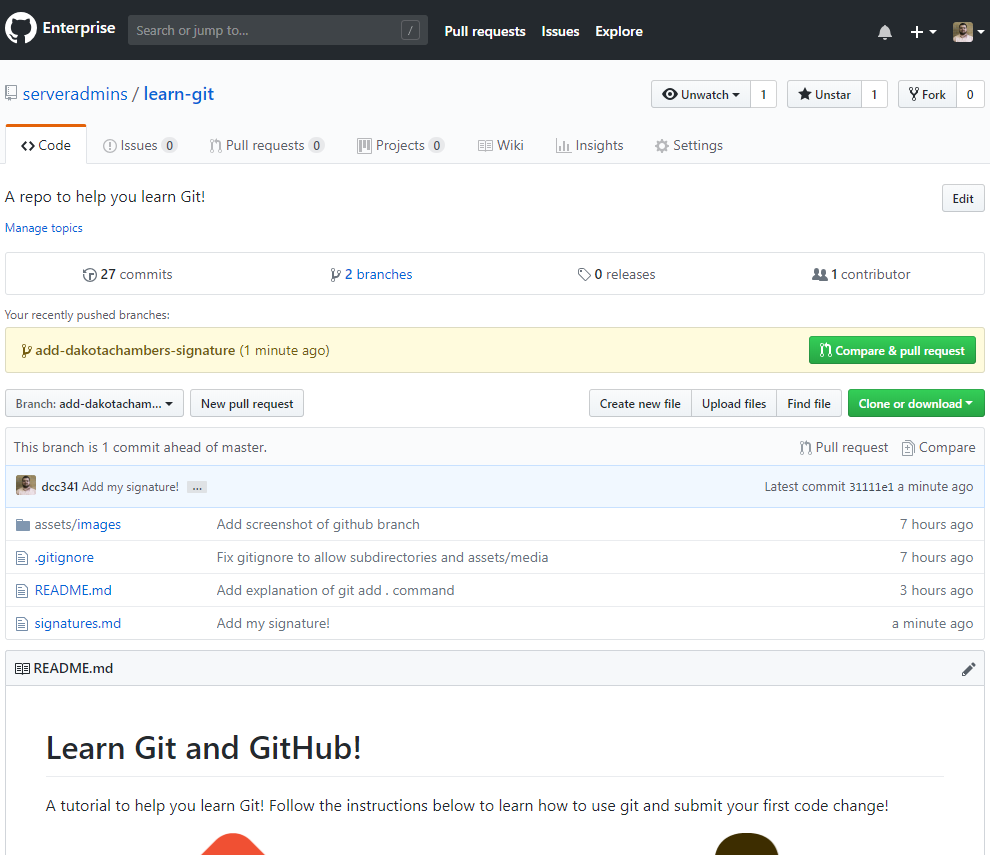 Enterprise Search or jump to... / Pull requests Issues Explore
serveradmins / learn-git Unwatch 1 Unstar 1 Fork 0
Code Issues 0 Pull requests 0 Projects 0 Wiki Insights Settings
A repo to help you learn Git! Edit
Manage topics
27 commits 2 branches 0 releases 1 contributor
Your recently pushed branches:
add-dakotachambers-signature (1 minute ago) Compare & pull request
Branch: add-dakotacham... New pull request Create new file Upload files Find file Clone or download
This branch is 1 commit ahead of master. Pull request Compare
dcc341 Add my signature! ... Latest commit 31111e1 a minute ago
assets/images Add screenshot of github branch 7 hours ago
.gitignore Fix gitignore to allow subdirectories and assets/media 7 hours ago
README.md Add explanation of git add . command 3 hours ago
signatures.md Add my signature! a minute ago
README.md
Learn Git and GitHub!
A tutorial to help you learn Git! Follow the instructions below to learn how to use git and submit your first code change!